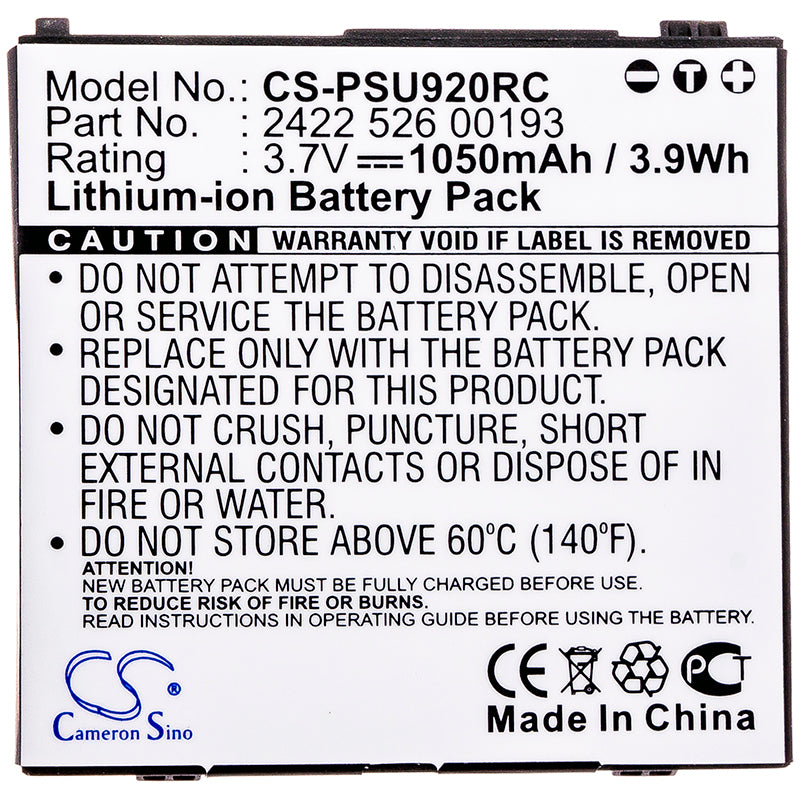 Model No.: CS-PSU920RC
Part No. : 2422 526 00193
Rating : 3.7V 1050mAh / 3.9Wh
Lithium-ion Battery Pack
- T +
CAUTION WARRANTY VOID IF LABEL IS REMOVED
• DO NOT ATTEMPT TO DISASSEMBLE, OPEN
OR SERVICE THE BATTERY PACK.
• REPLACE ONLY WITH THE BATTERY PACK
DESIGNATED FOR THIS PRODUCT.
• DO NOT CRUSH, PUNCTURE, SHORT
EXTERNAL CONTACTS OR DISPOSE OF IN
FIRE OR WATER.
• DO NOT STORE ABOVE 60°C (140°F).
ATTENTION!
NEW BATTERY PACK MUST BE FULLY CHARGED BEFORE USE.
TO REDUCE RISK OF FIRE OR BURNS.
READ INSTRUCTIONS IN DEVICE GUIDE BEFORE USING THE BATTERY.
CS®
Cameron Sino
CE PCT
Made In China